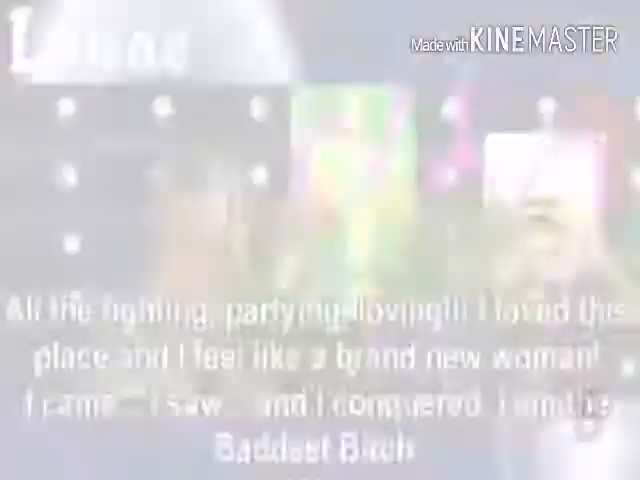 Made with KINEMASTER
All the fighting, partying, loving!!! I loved this
place and I feel like a brand new woman!
I came... I saw... and I conquered. I am the
Baddest Bitch